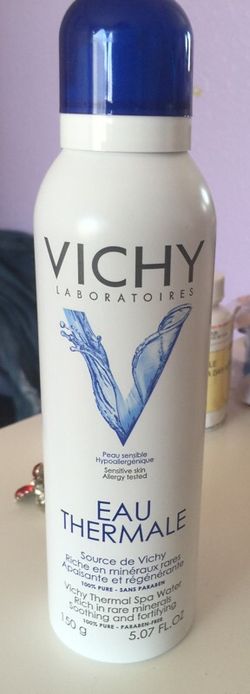 VICHY
LABORATOIRES
Peau sensible
Hypoallergénique
Sensitive skin
Allergy tested
EAU
THERMALE
Source de Vichy
Riche en minéraux rares
Apaisante et régénérante
100% PURE - SANS PARABEN
Vichy Thermal Spa Water
Rich in rare minerals
Soothing and fortifying
100% PURE - PARABEN-FREE
150 g 5.07 FL.OZ